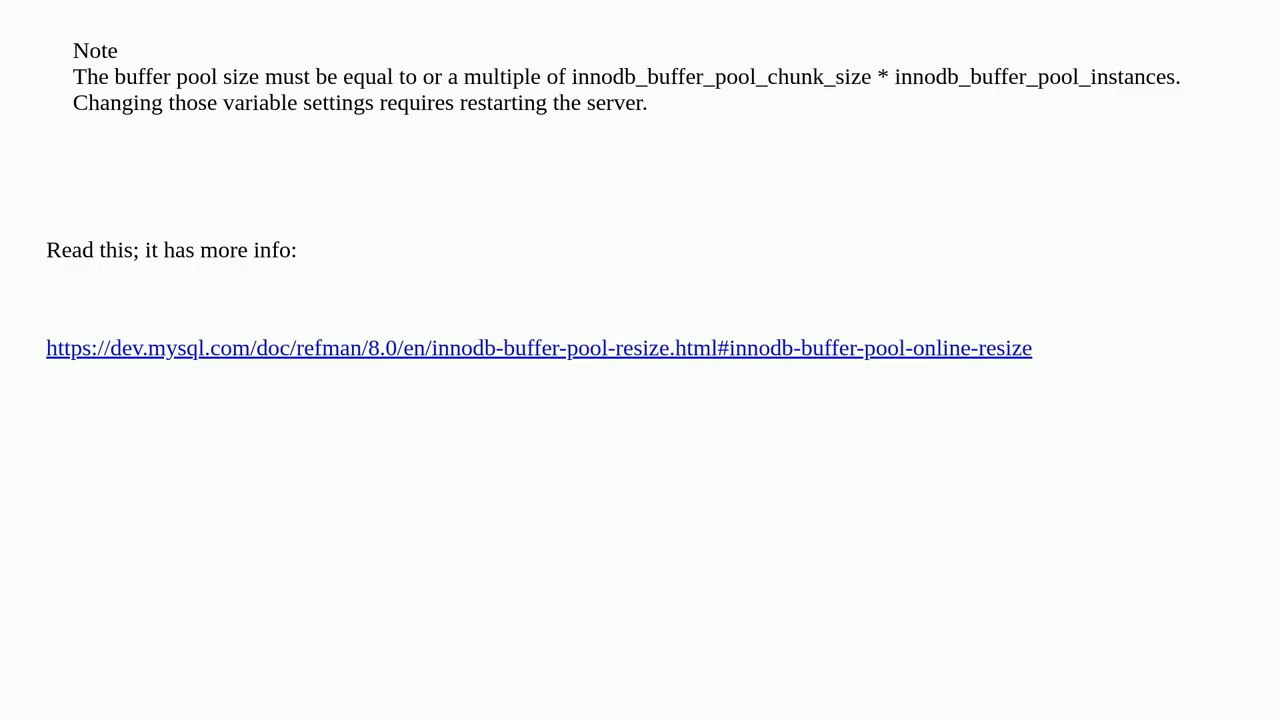 Note
The buffer pool size must be equal to or a multiple of innodb_buffer_pool_chunk_size * innodb_buffer_pool_instances.
Changing those variable settings requires restarting the server.
Read this; it has more info:
https://dev.mysql.com/doc/refman/8.0/en/innodb-buffer-pool-resize.html#innodb-buffer-pool-online-resize